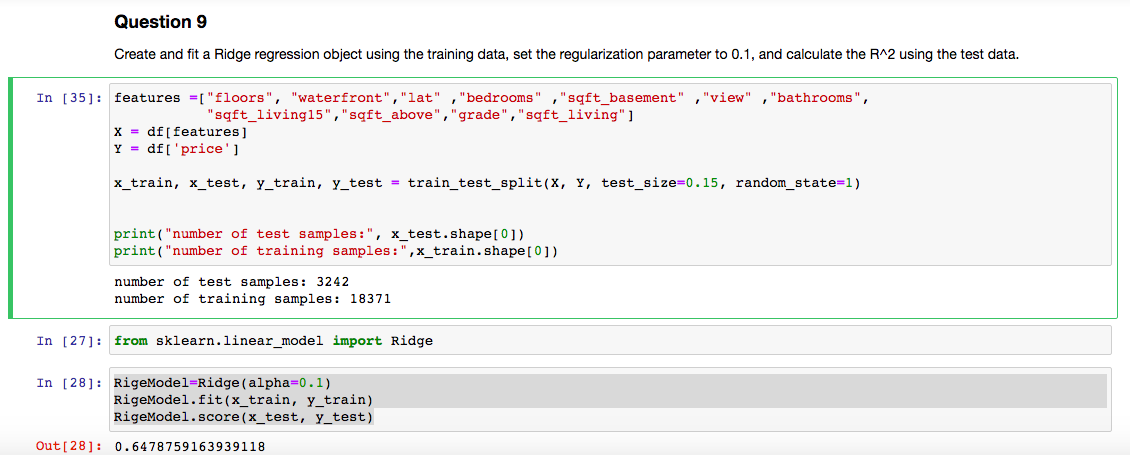 Question 9
Create and fit a Ridge regression object using the training data, set the regularization parameter to 0.1, and calculate the R^2 using the test data.
In [35]: features =["floors", "waterfront","lat" ,"bedrooms" ,"sqft_basement" ,"view" ,"bathrooms",
"sqft_living15","sqft_above","grade","sqft_living"]
X = df[features]
Y = df['price']
x_train, x_test, y_train, y_test = train_test_split(X, Y, test_size=0.15, random_state=1)
print("number of test samples:", x_test.shape[0])
print("number of training samples:",x_train.shape[0])
number of test samples: 3242
number of training samples: 18371
In [27]: from sklearn.linear_model import Ridge
In [28]: RigeModel=Ridge(alpha=0.1)
RigeModel.fit(x_train, y_train)
RigeModel.score(x_test, y_test)
Out[28]: 0.6478759163939118